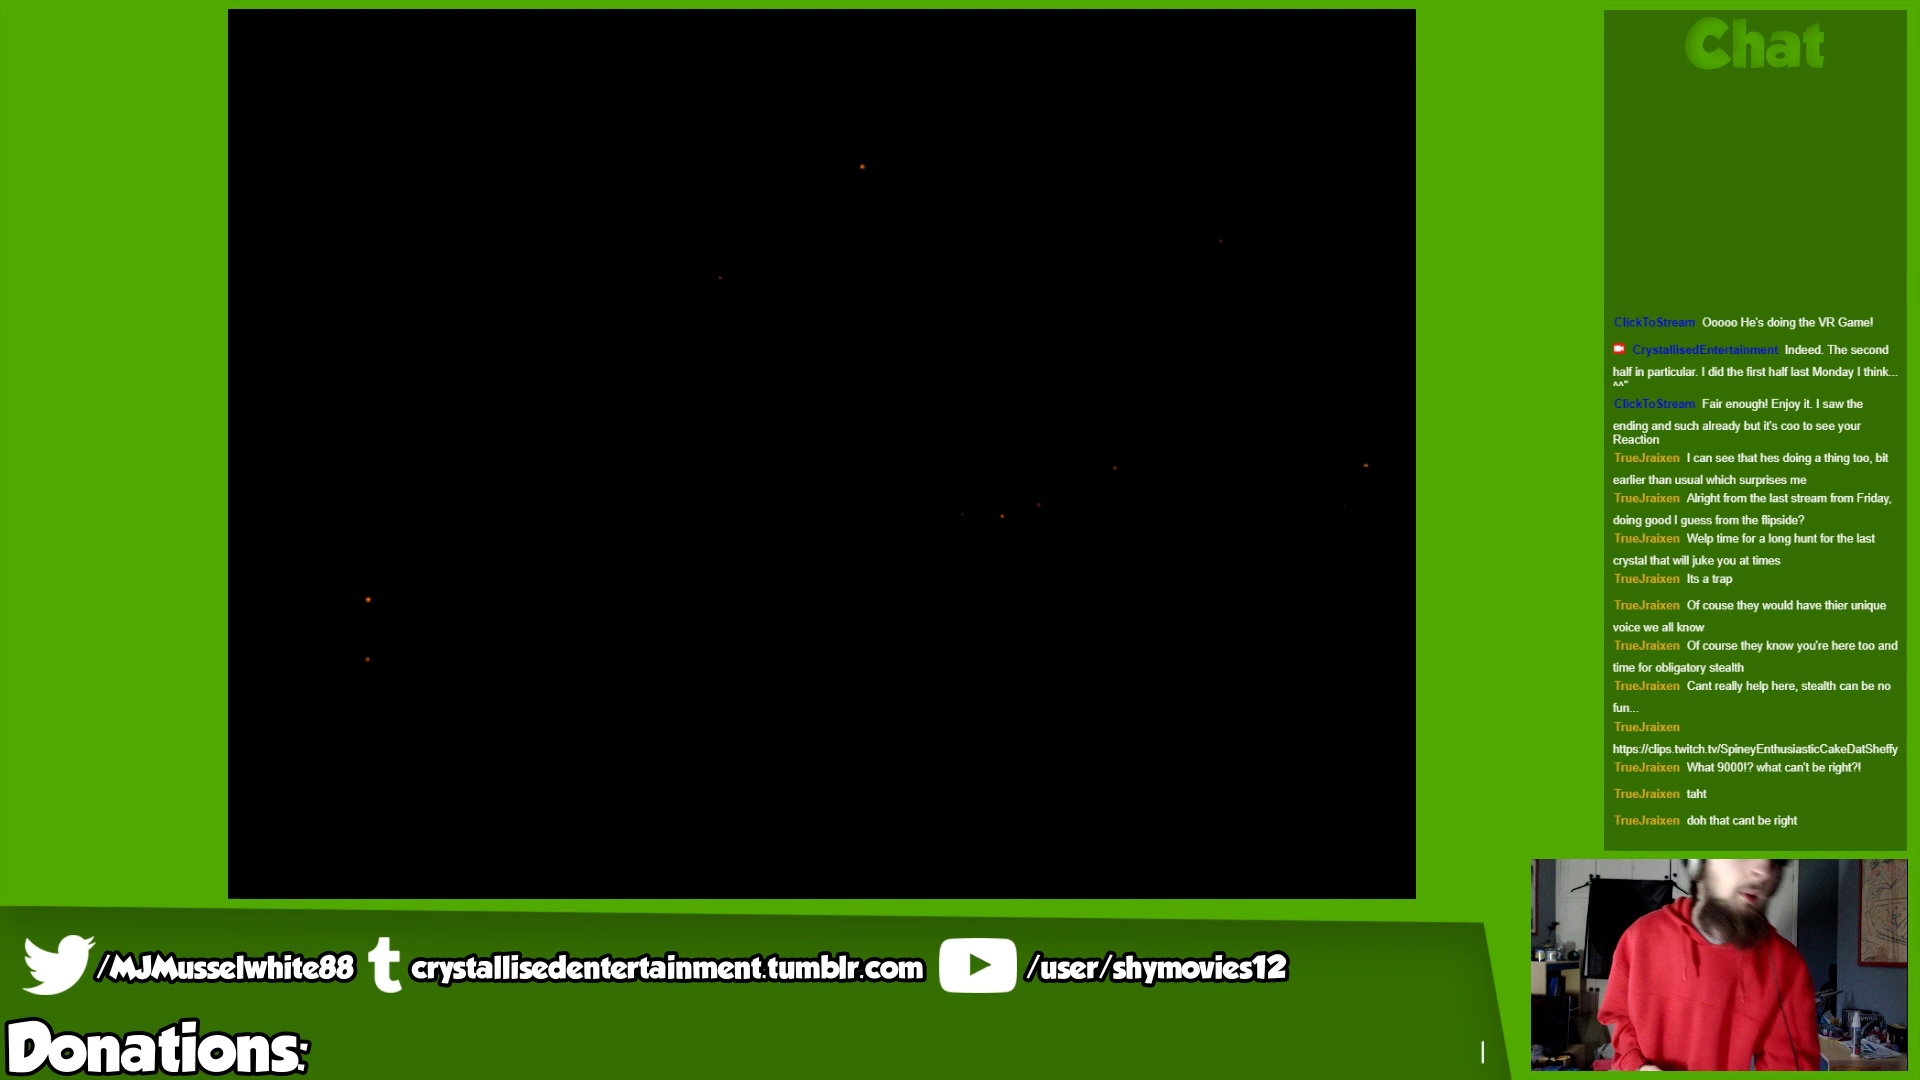 Chat
ClickToStream Ooooo He's doing the VR Game!
CrystallisedEntertainment Indeed. The second
half in particular. I did the first half last Monday I think...
^^"
ClickToStream Fair enough! Enjoy it. I saw the
ending and such already but it's coo to see your
Reaction
TrueJraixen I can see that hes doing a thing too, bit
earlier than usual which surprises me
TrueJraixen Alright from the last stream from Friday,
doing good I guess from the flipside?
TrueJraixen Welp time for a long hunt for the last
crystal that will juke you at times
TrueJraixen Its a trap
TrueJraixen Of couse they would have thier unique
voice we all know
TrueJraixen Of course they know you're here too and
time for obligatory stealth
TrueJraixen Cant really help here, stealth can be no
fun...
TrueJraixen
https://clips.twitch.tv/SpineyEnthusiasticCakeDatSheffy
TrueJraixen What 9000!? what can't be right?!
TrueJraixen taht
TrueJraixen doh that cant be right
/MJMusselwhite88 crystallisedentertainment.tumblr.com /user/shymovies12
Donations: